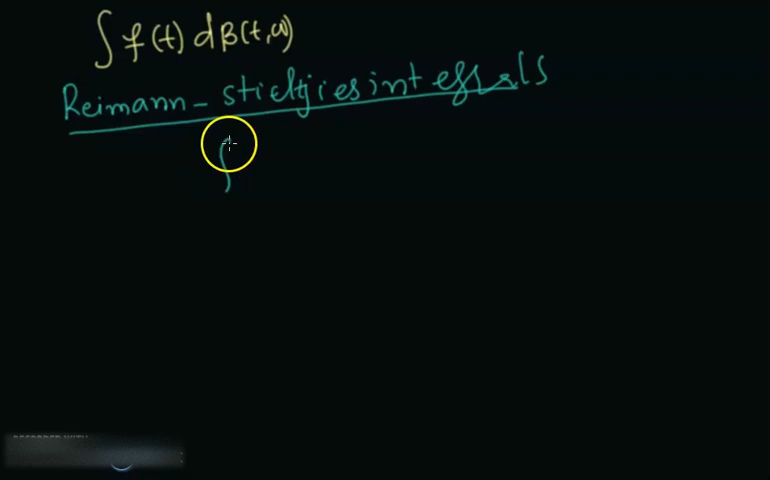 ∫ f(t) dβ(t,ω)
Reimann - stieltjies integrals
∫